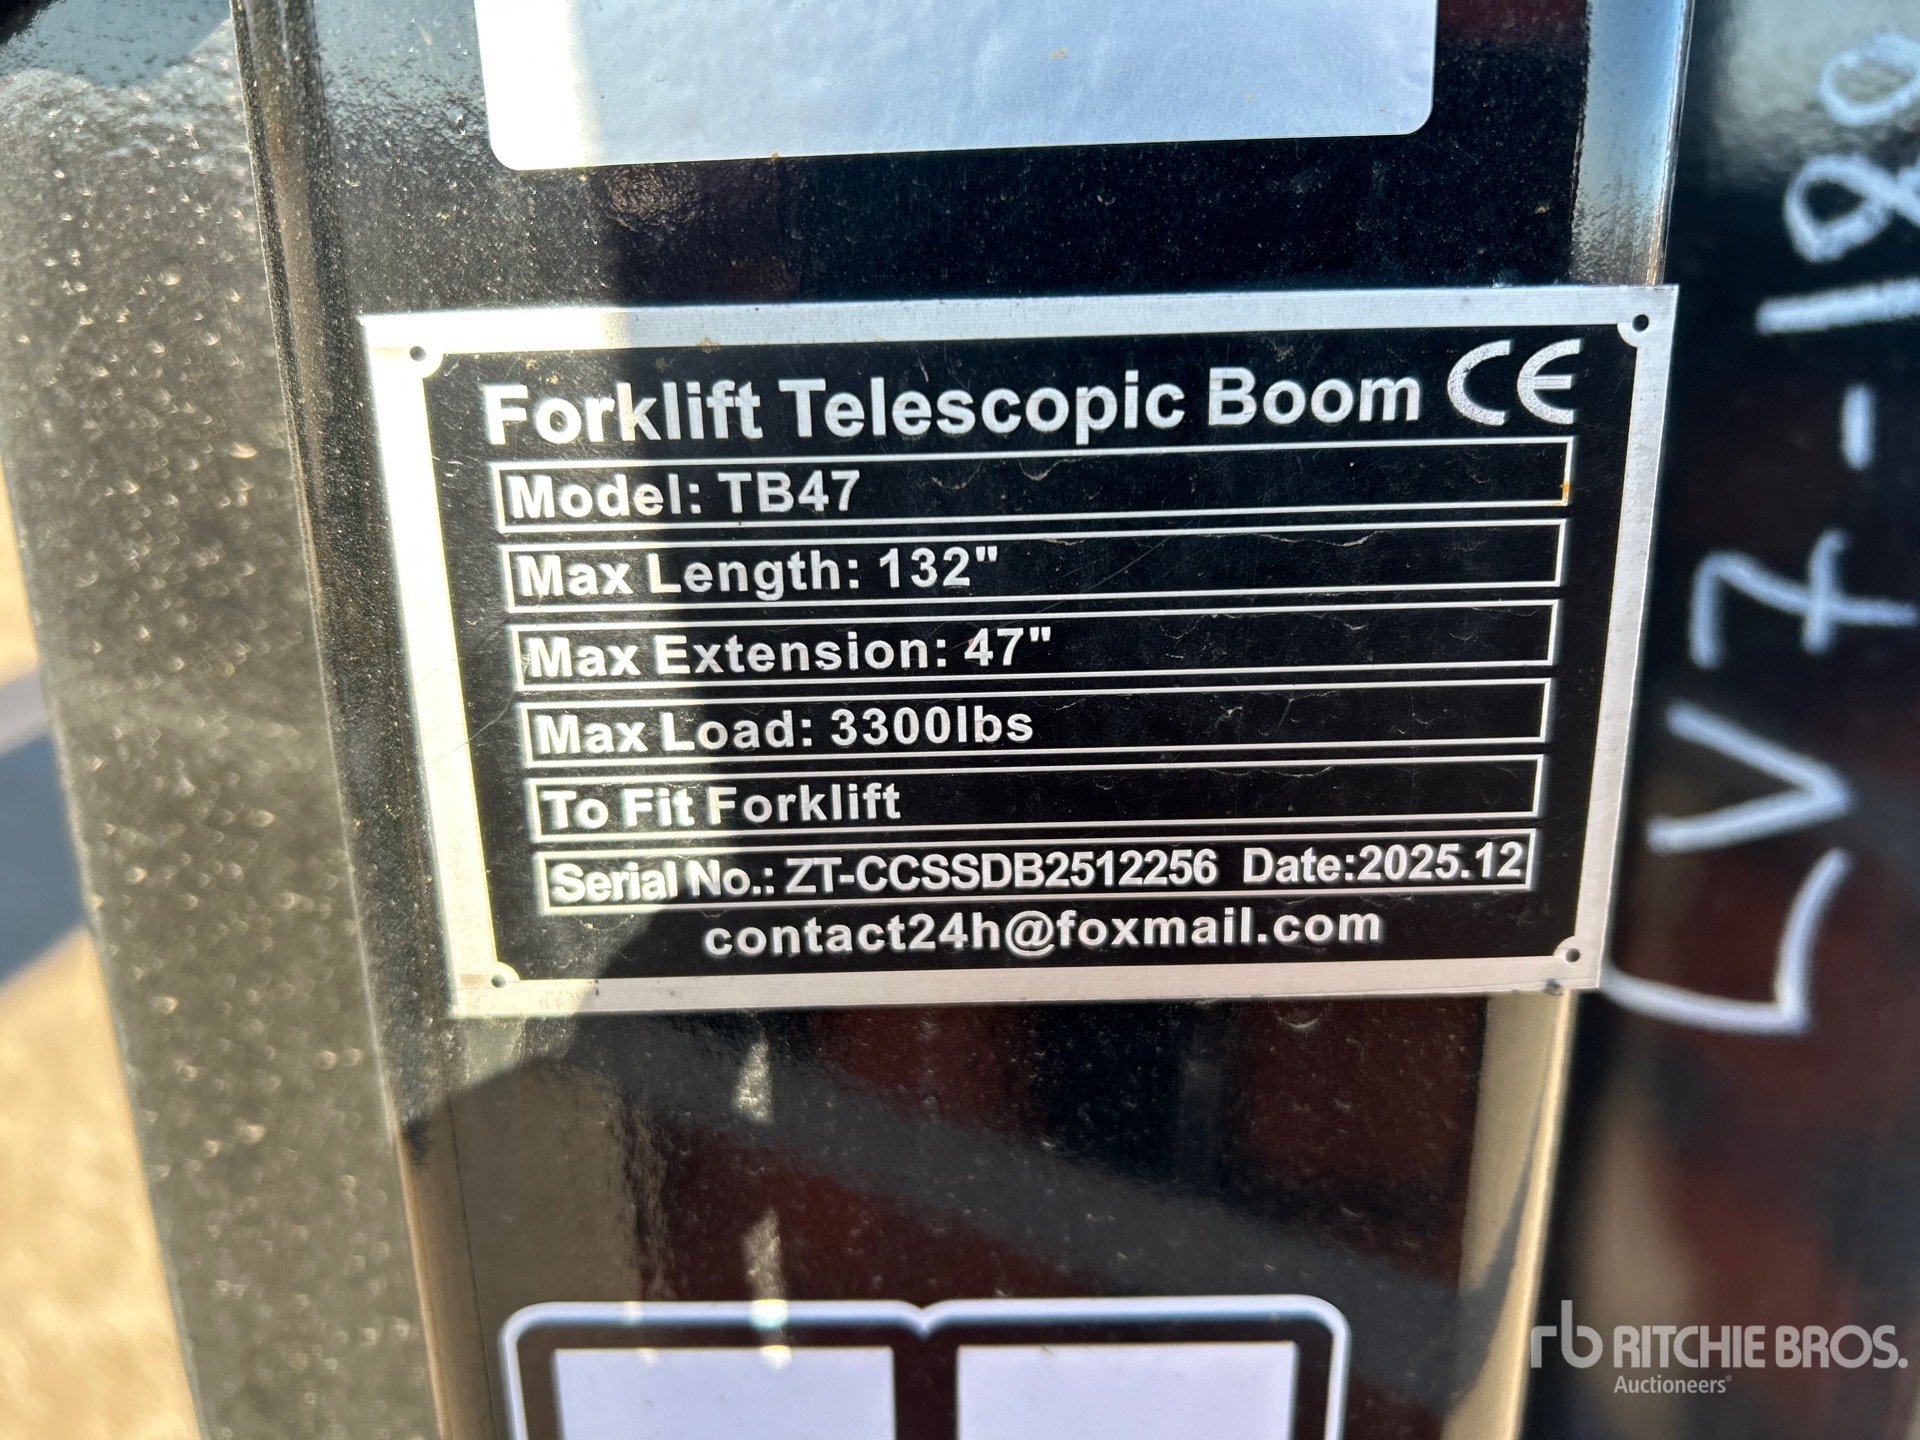 Forklift Telescopic Boom CE
Model: TB47
Max Length: 132"
Max Extension: 47"
Max Load: 3300lbs
To Fit Forklift
Serial No.: ZT-CCSSDB2512256 Date:2025.12
contact24h@foxmail.com
rb RITCHIE BROS.
Auctioneers